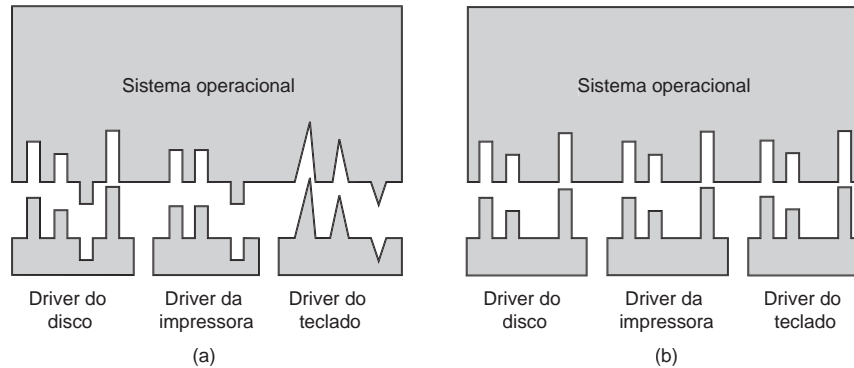 Sistema operacional
Driver do
disco
Driver da
impressora
Driver do
teclado
(a)
Sistema operacional
Driver do
disco
Driver da
impressora
Driver do
teclado
(b)